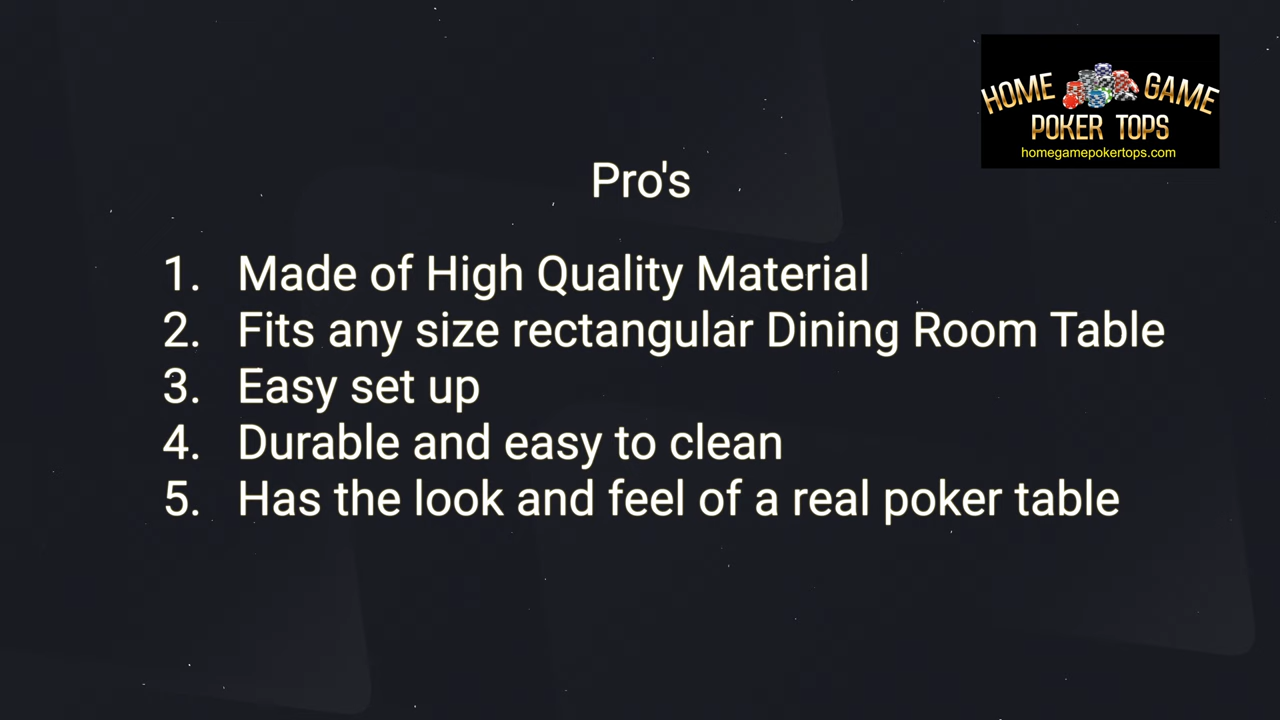 HOME GAME
POKER TOPS
homegamepokertops.com
Pro's
1. Made of High Quality Material
2. Fits any size rectangular Dining Room Table
3. Easy set up
4. Durable and easy to clean
5. Has the look and feel of a real poker table